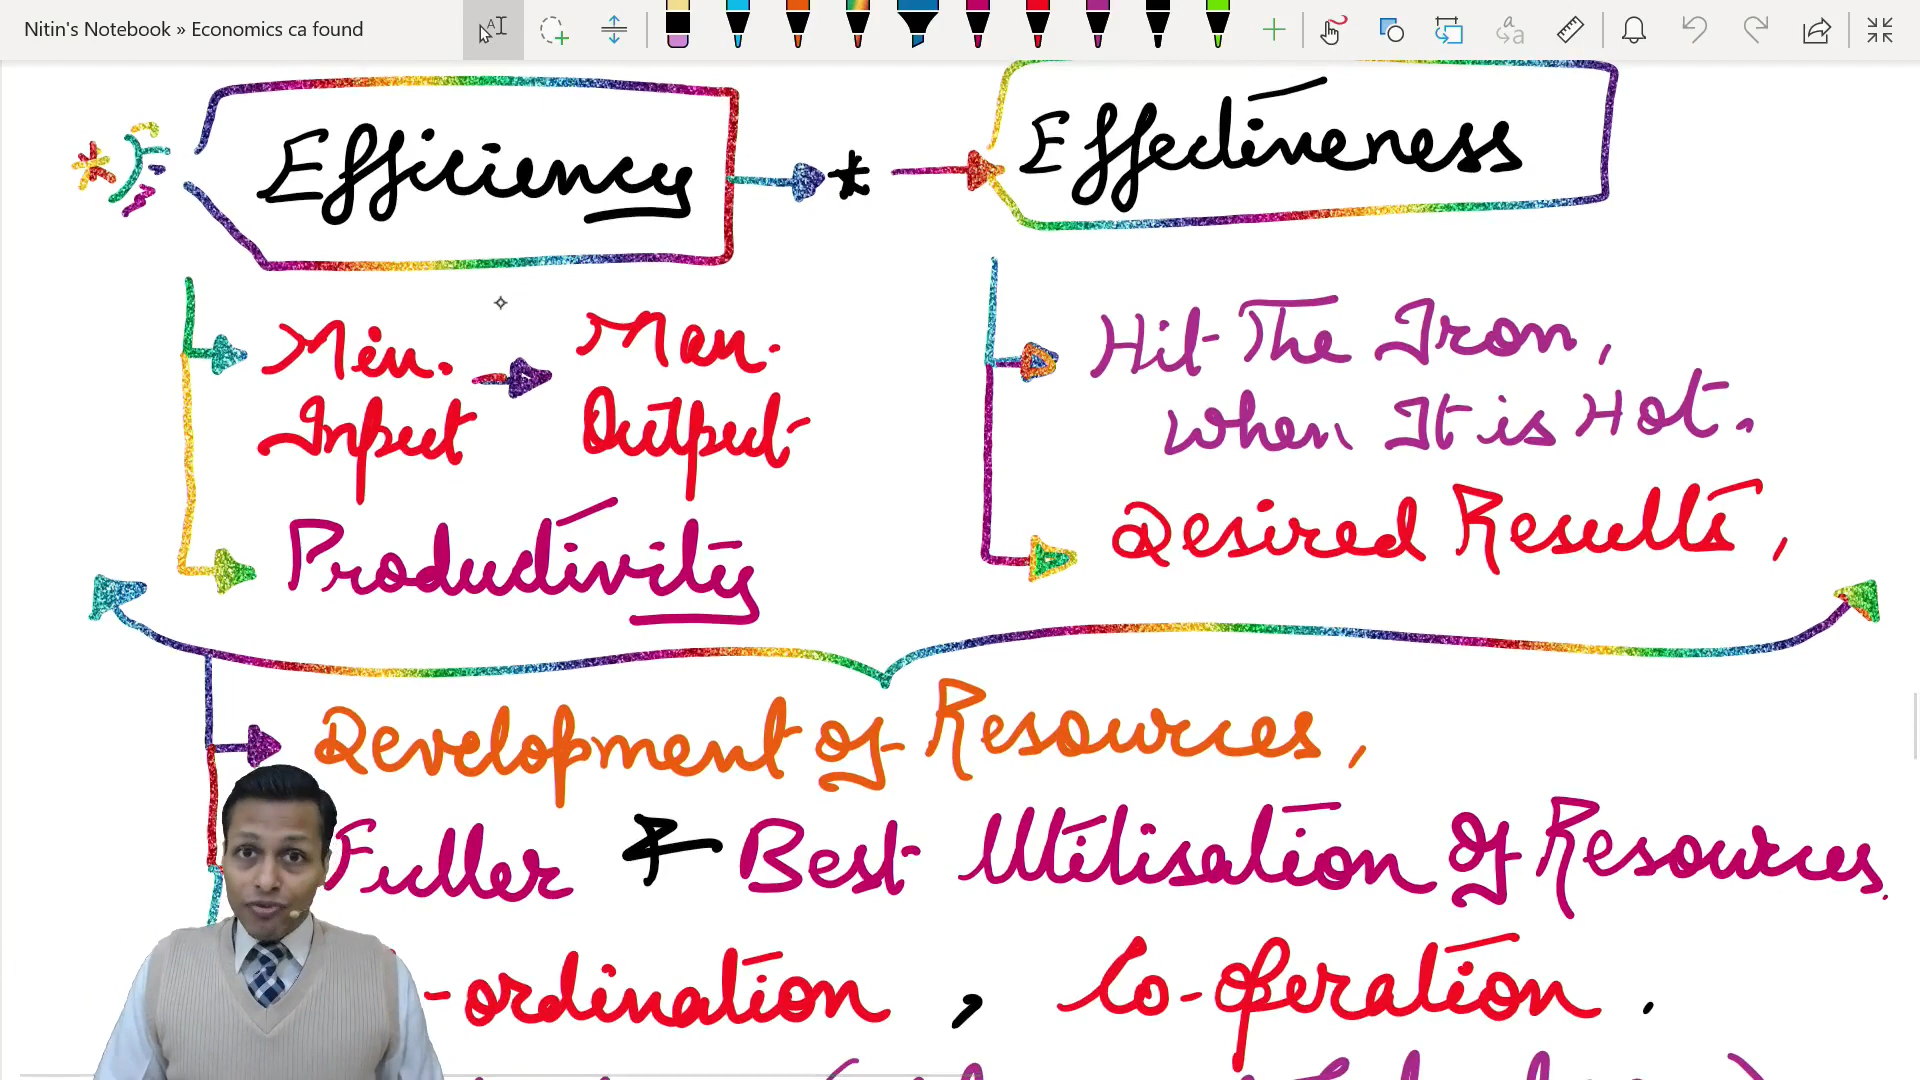 Nitin's Notebook » Economics ca found
Efficiency * Effectiveness
Min. Max.
Input Output
Productivity
Hit The Iron,
When It is Hot.
Desired Results,
Development of Resources,
Fuller & Best Utilisation Of Resources.
-ordination, Co-operation.